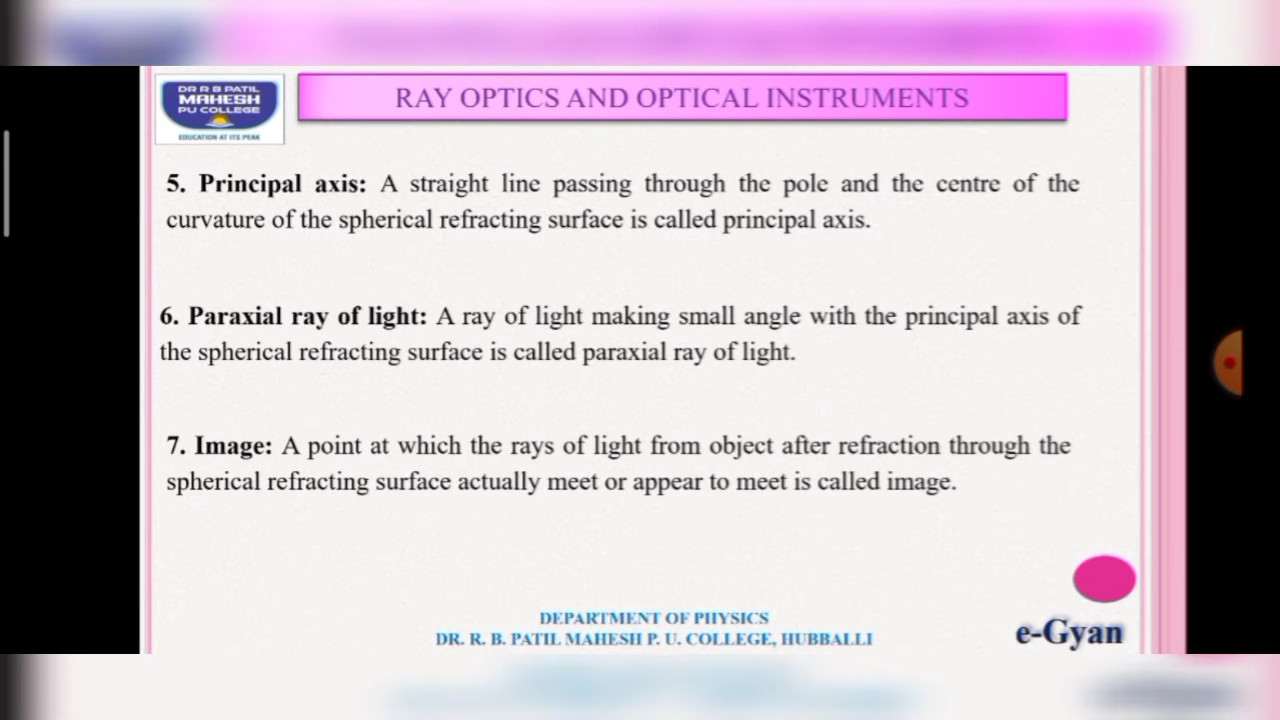 DR R B PATIL
MAHESH
PU COLLEGE
EDUCATION AT ITS PEAK
RAY OPTICS AND OPTICAL INSTRUMENTS
5. Principal axis: A straight line passing through the pole and the centre of the
curvature of the spherical refracting surface is called principal axis.
6. Paraxial ray of light: A ray of light making small angle with the principal axis of
the spherical refracting surface is called paraxial ray of light.
7. Image: A point at which the rays of light from object after refraction through the
spherical refracting surface actually meet or appear to meet is called image.
DEPARTMENT OF PHYSICS
DR. R. B. PATIL MAHESH P. U. COLLEGE, HUBBALLI
e-Gyan